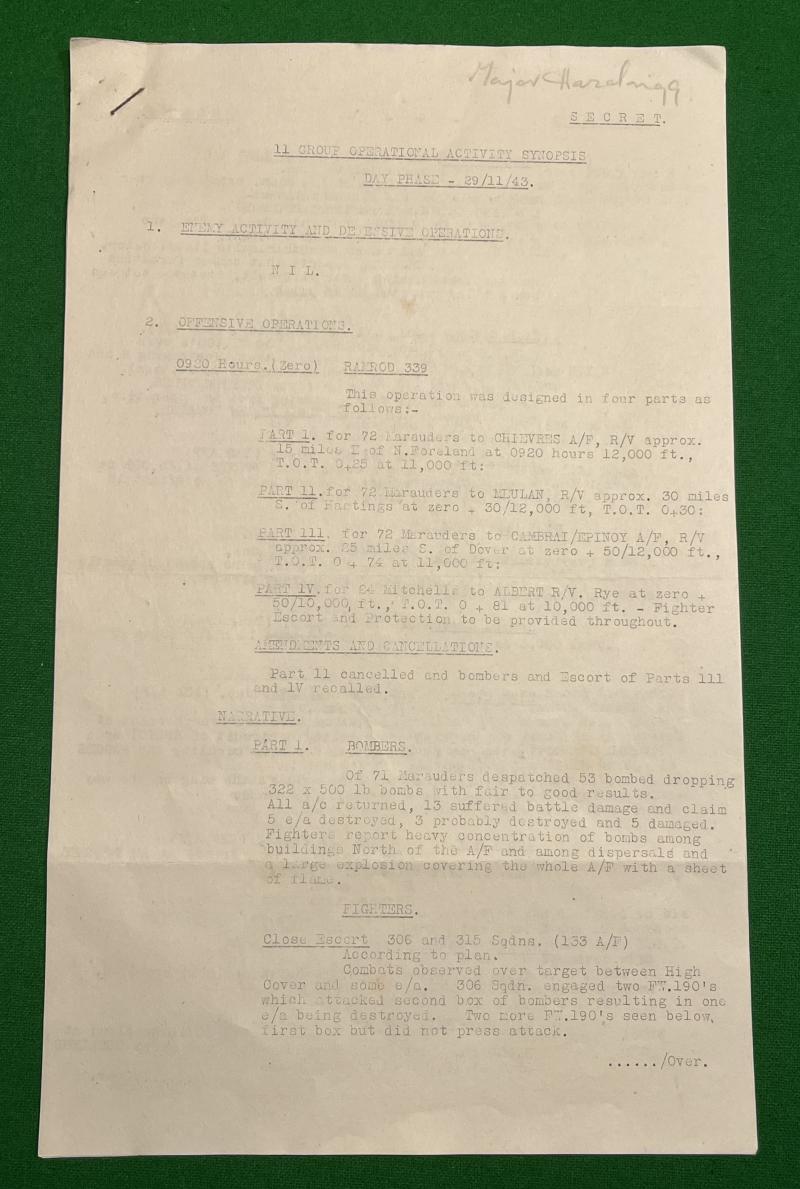 Major Hazelrigg
S E C R E T.
11 GROUP OPERATIONAL ACTIVITY SYNOPSIS
DAY PHASE - 29/11/43.
1. ENEMY ACTIVITY AND DEFENSIVE OPERATIONS.
N I L.
2. OFFENSIVE OPERATIONS.
0920 Hours.(Zero) RAMROD 339
This operation was designed in four parts as
follows:-
PART 1. for 72 Marauders to CHIEVRES A/F, R/V approx.
15 miles E of N.Foreland at 0920 hours 12,000 ft.,
T.O.T. 0+25 at 11,000 ft:
PART 11.for 72 Marauders to MEULAN, R/V approx. 30 miles
S. of Hastings at zero + 30/12,000 ft, T.O.T. 0+30:
PART 111. for 72 Marauders to CAMBRAI/EPINOY A/F, R/V
approx. 25 miles S. of Dover at zero + 50/12,000 ft.,
T.O.T. 0 + 74 at 11,000 ft:
PART 1V.for 24 Mitchells to ALBERT R/V. Rye at zero +
50/10,000, ft., T.O.T. 0 + 81 at 10,000 ft. - Fighter
Escort and Protection to be provided throughout.
AMENDMENTS AND CANCELLATIONS.
Part 11 cancelled and bombers and Escort of Parts 111
and 1V recalled.
NARRATIVE.
PART 1. BOMBERS.
Of 71 Marauders despatched 53 bombed dropping
322 x 500 lb bombs with fair to good results.
All a/c returned, 13 suffered battle damage and claim
5 e/a destroyed, 3 probably destroyed and 5 damaged.
Fighters report heavy concentration of bombs among
buildings North of the A/F and among dispersals and
a large explosion covering the whole A/F with a sheet
of flame.
FIGHTERS.
Close Escort 306 and 315 Sqdns. (133 A/F)
According to plan.
Combats observed over target between High
Cover and some e/a. 306 Sqdn. engaged two FW.190's
which attacked second box of bombers resulting in one
e/a being destroyed. Two more FW.190's seen below,
first box but did not press attack.
....../Over.